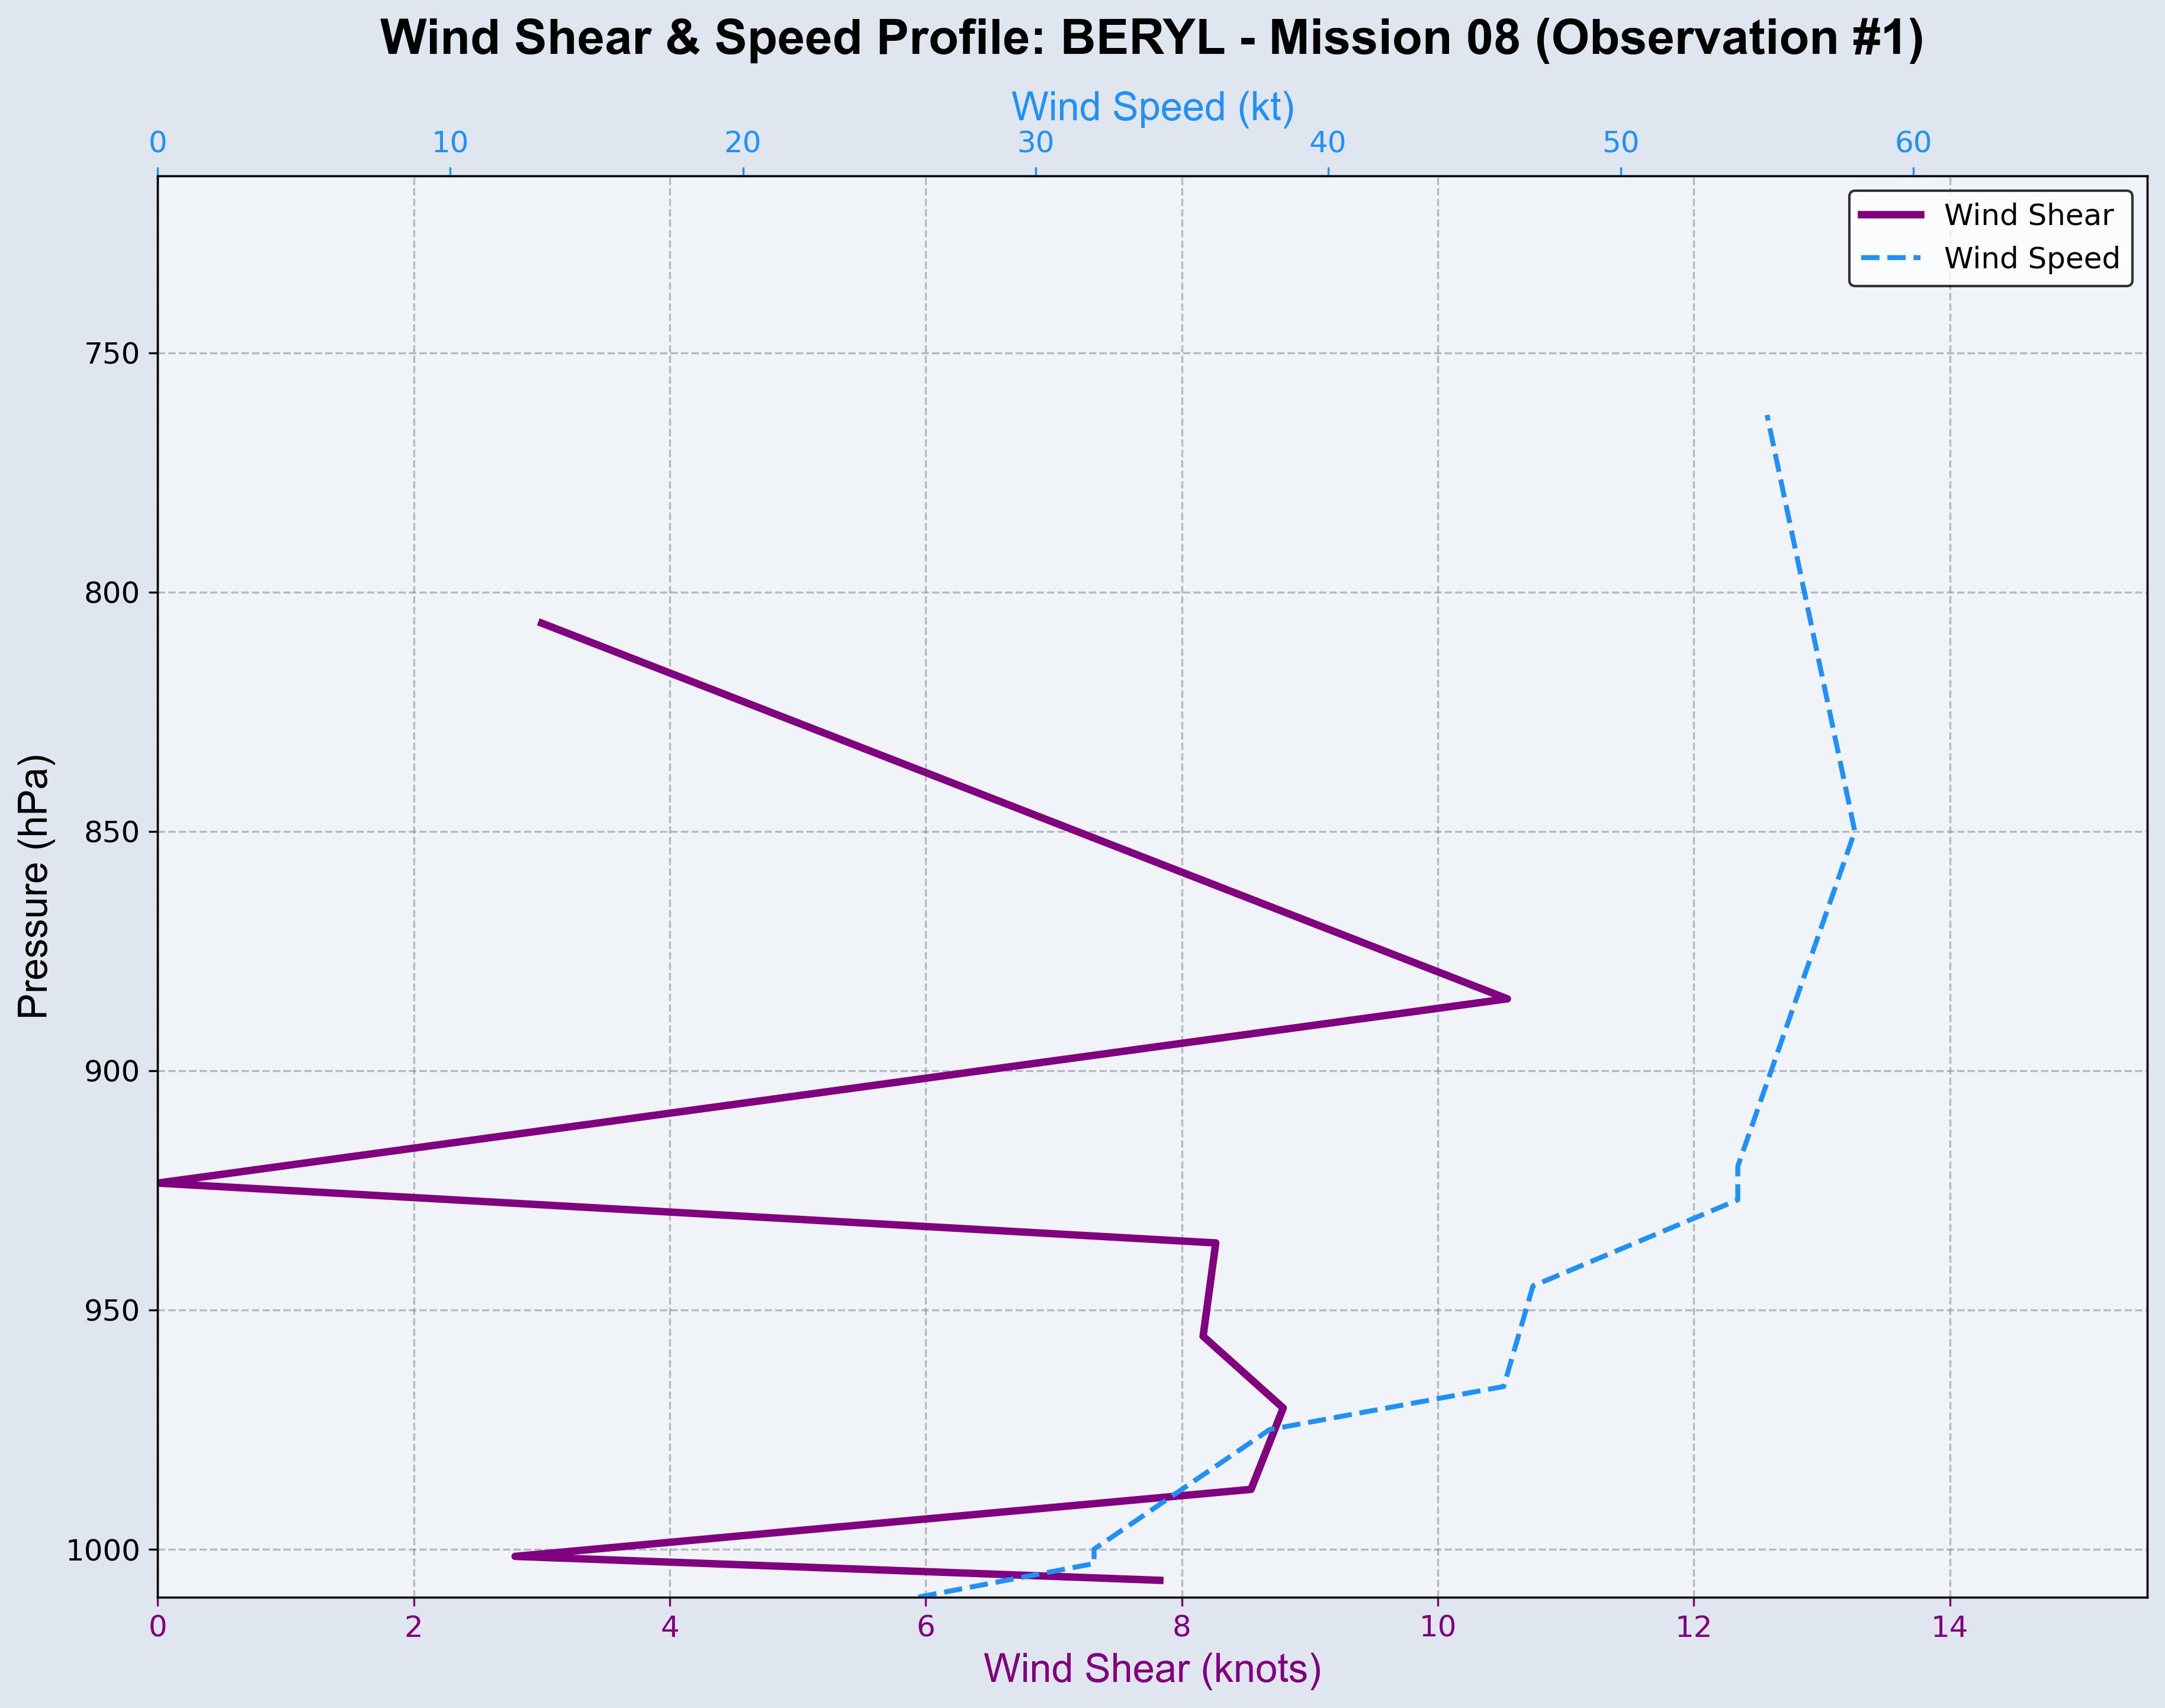 Wind Shear & Speed Profile: BERYL - Mission 08 (Observation #1)
Wind Speed (kt)
0 10 20 30 40 50 60
Wind Shear
Wind Speed
Pressure (hPa)
750
800
850
900
950
1000
0 2 4 6 8 10 12 14
Wind Shear (knots)